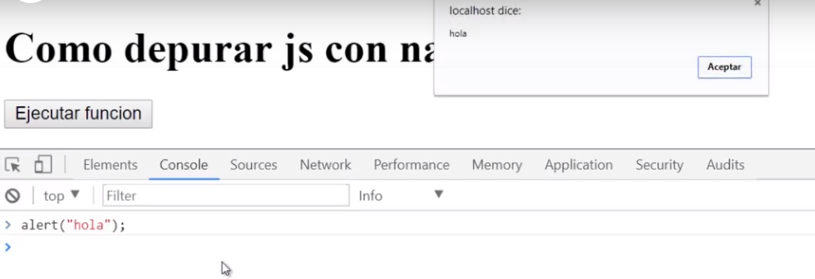 localhost dice:
hola
Aceptar
Como depurar js con na
Ejecutar funcion
Elements Console Sources Network Performance Memory Application Security Audits
top Filter Info
alert("hola");